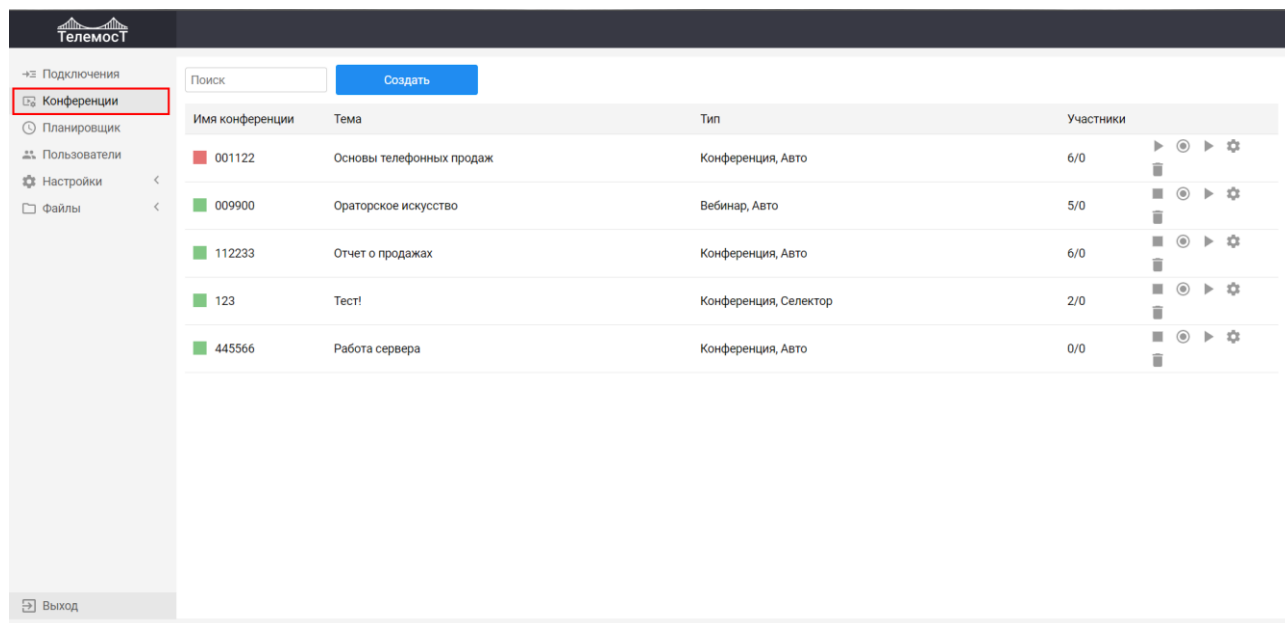 ТелемосТ
Подключения
Конференции
Планировщик
Пользователи
Настройки
Файлы
Выход
Поиск
Создать
Имя конференции Тема Тип Участники
001122 Основы телефонных продаж Конференция, Авто 6/0
009900 Ораторское искусство Вебинар, Авто 5/0
112233 Отчет о продажах Конференция, Авто 6/0
123 Тест! Конференция, Селектор 2/0
445566 Работа сервера Конференция, Авто 0/0